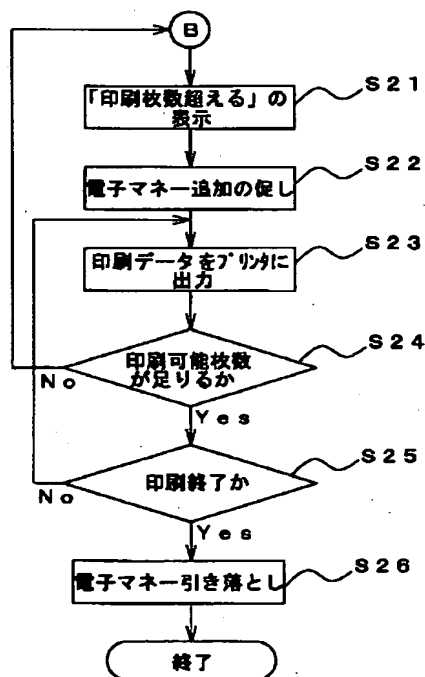 B
「印刷枚数超える」の
表示
S21
電子マネー追加の促し
S22
印刷データをプリンタに
出力
S23
印刷可能枚数
が足りるか
S24
No
Yes
印刷終了か
S25
No
Yes
電子マネー引き落とし
S26
終了